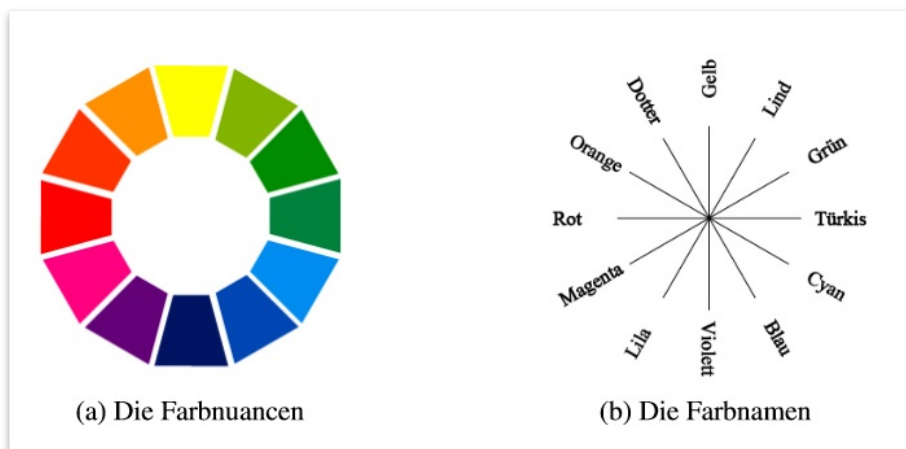 Gelb
Lind
Grün
Türkis
Cyan
Blau
Violett
Lila
Magenta
Rot
Orange
Dotter
(a) Die Farbnuancen
(b) Die Farbnamen